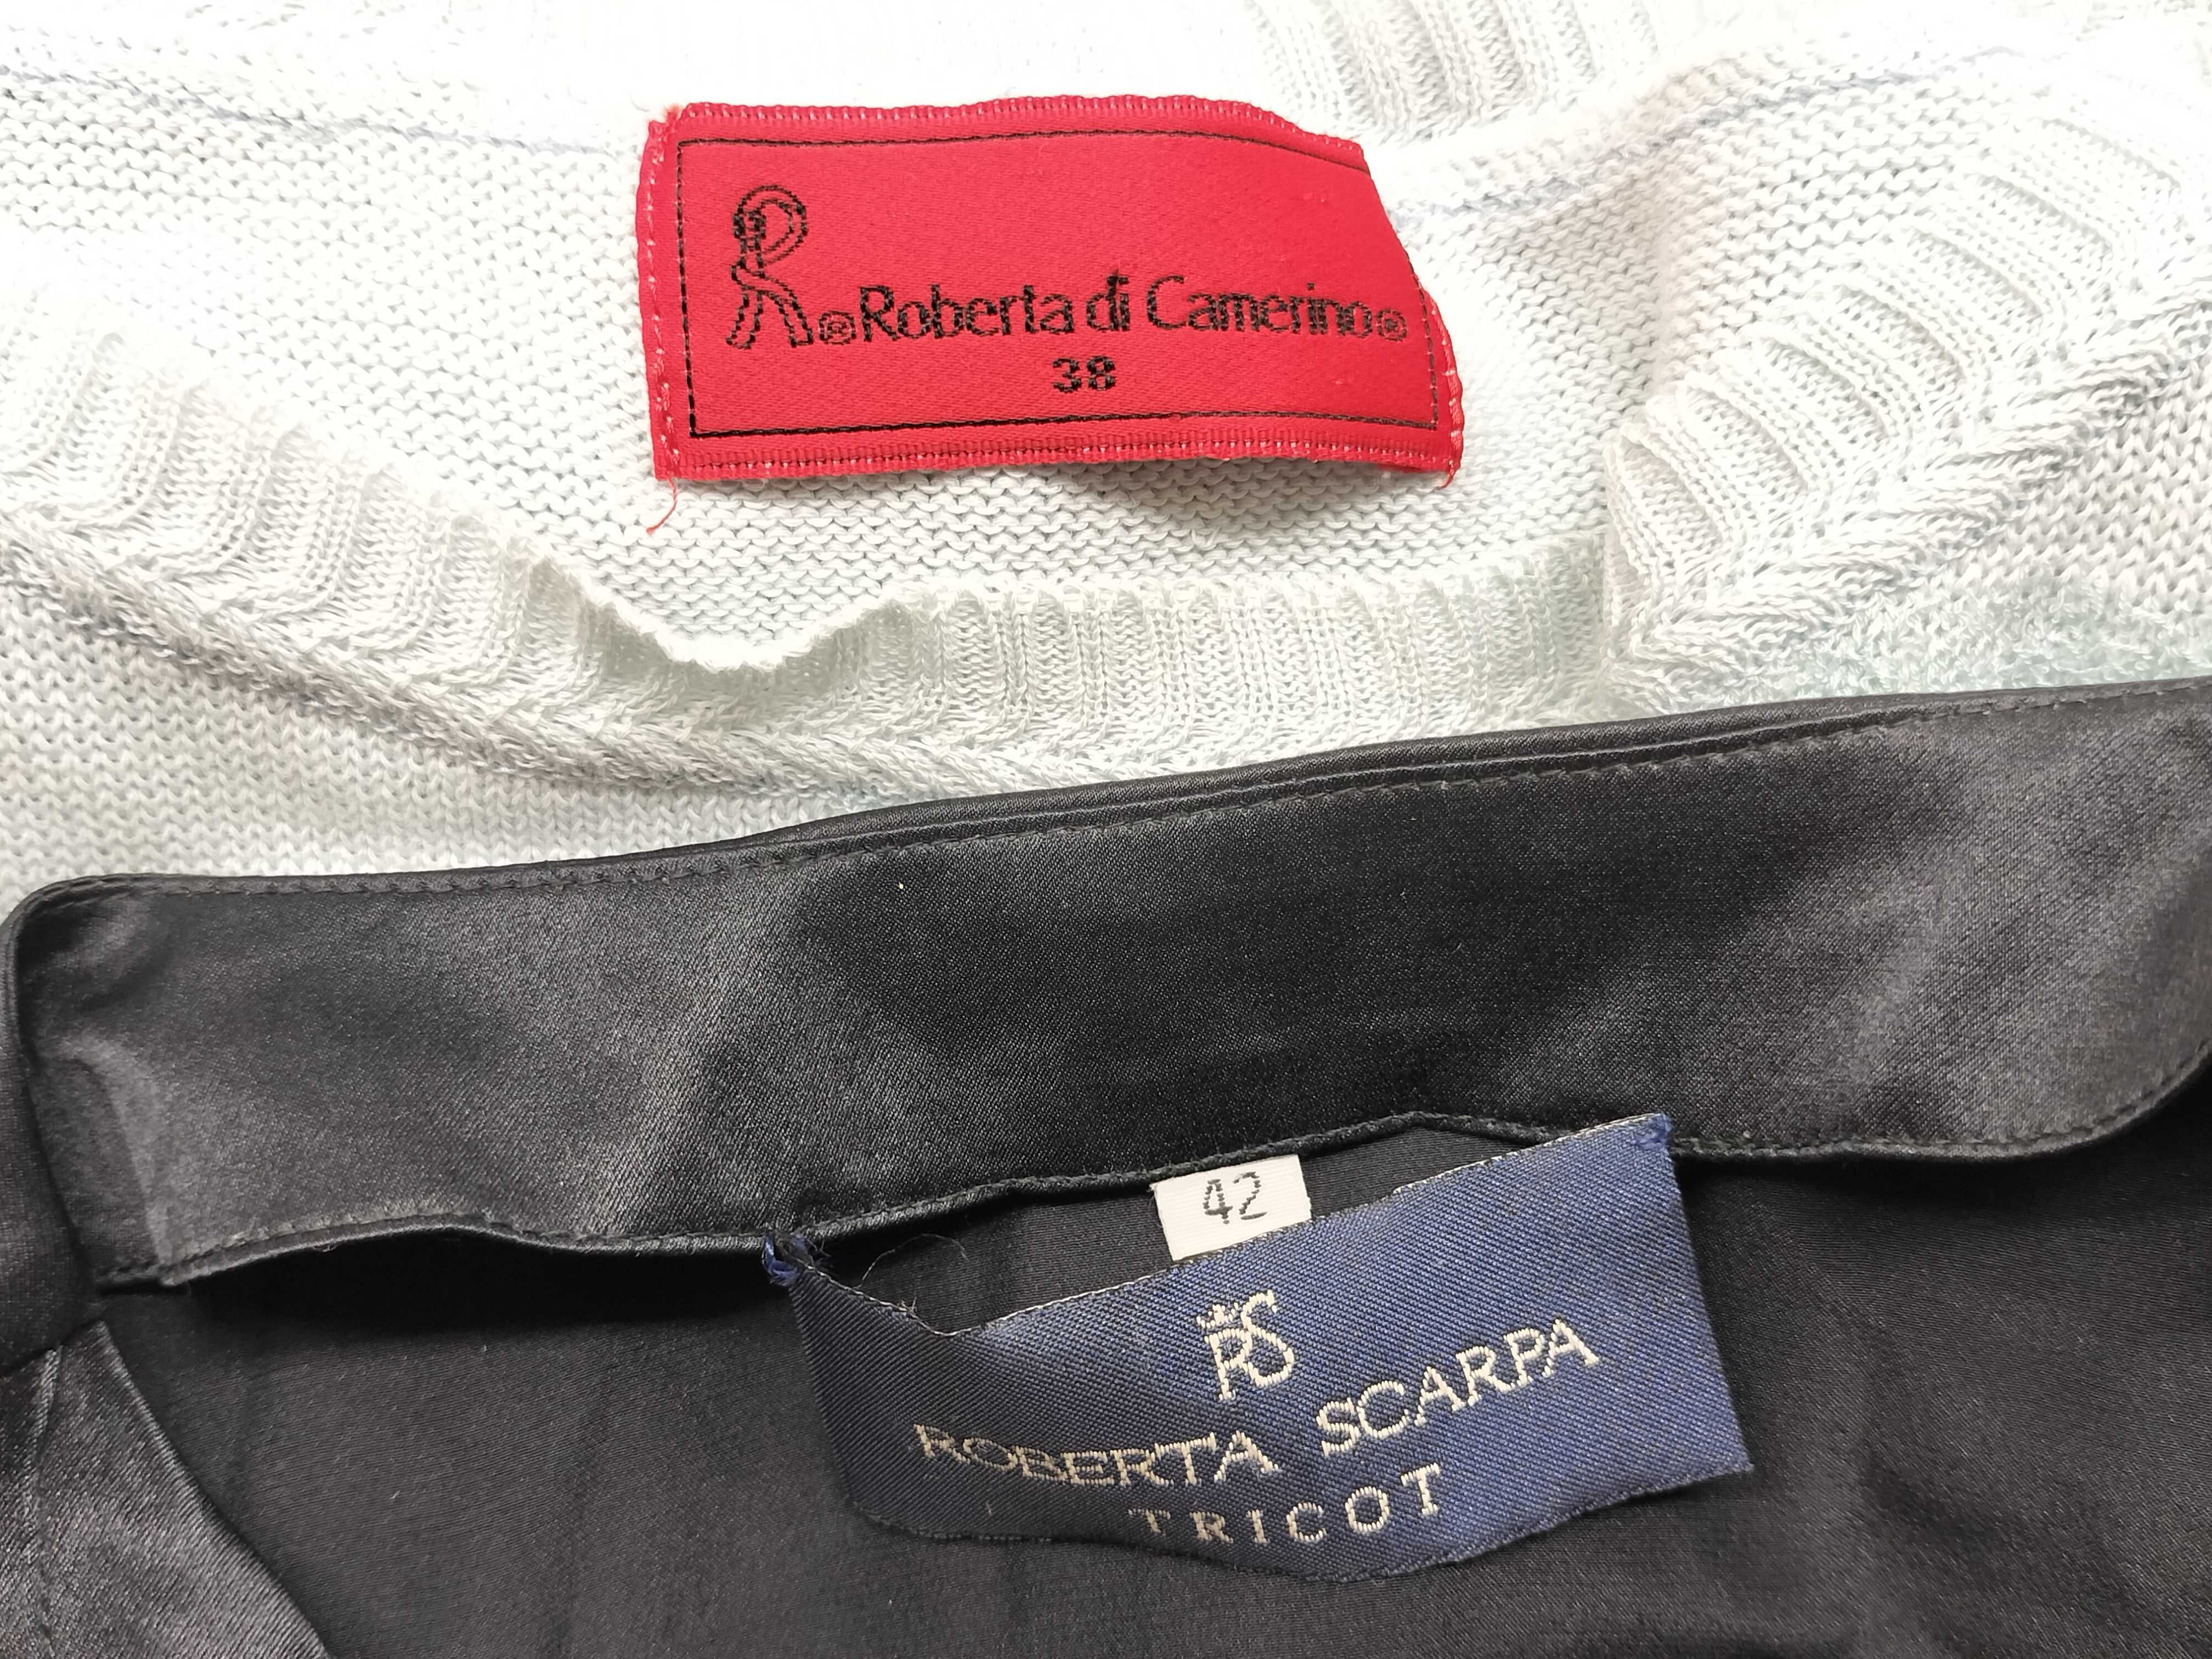 R®Roberta di Camerino®
38
42
RS
ROBERTA SCARPA
TRICOT